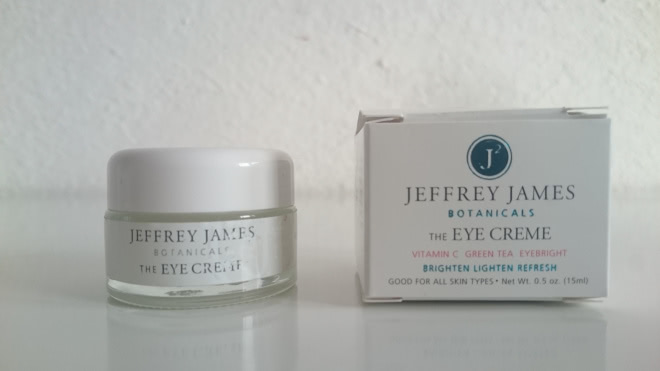 JEFFREY JAMES
BOTANICALS
THE EYE CREME
J2
JEFFREY JAMES
BOTANICALS
THE EYE CREME
VITAMIN C GREEN TEA EYEBRIGHT
BRIGHTEN LIGHTEN REFRESH
GOOD FOR ALL SKIN TYPES • Net Wt. 0.5 oz. (15ml)